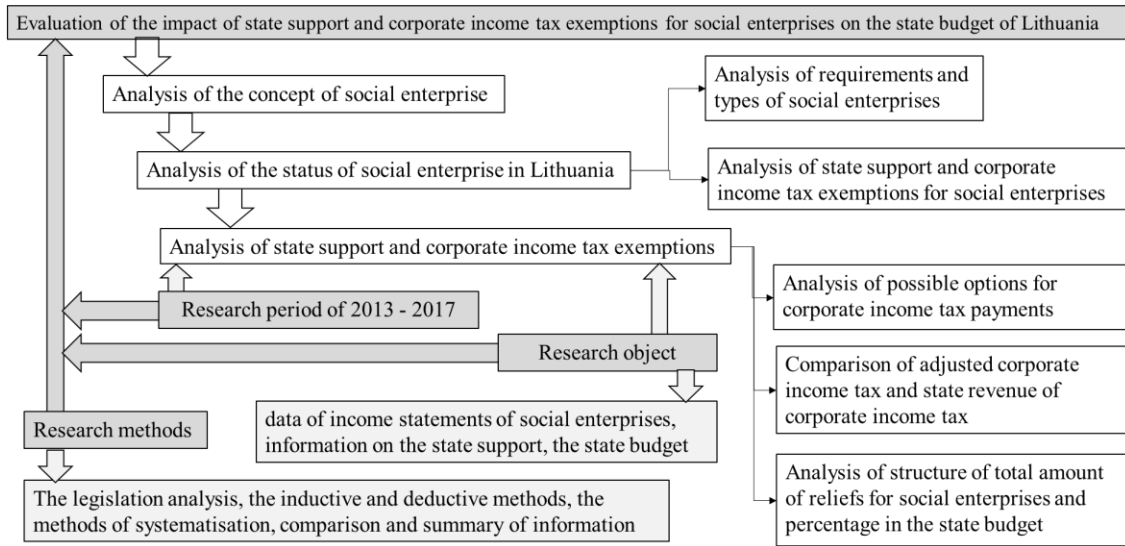 Evaluation of the impact of state support and corporate income tax exemptions for social enterprises on the state budget of Lithuania
Analysis of the concept of social enterprise
Analysis of requirements and
types of social enterprises
Analysis of the status of social enterprise in Lithuania
Analysis of state support and corporate
income tax exemptions for social enterprises
Analysis of state support and corporate income tax exemptions
Research period of 2013 - 2017
Analysis of possible options for
corporate income tax payments
Research object
Comparison of adjusted corporate
income tax and state revenue of
corporate income tax
data of income statements of social enterprises,
information on the state support, the state budget
Research methods
The legislation analysis, the inductive and deductive methods, the
methods of systematisation, comparison and summary of information
Analysis of structure of total amount
of reliefs for social enterprises and
percentage in the state budget